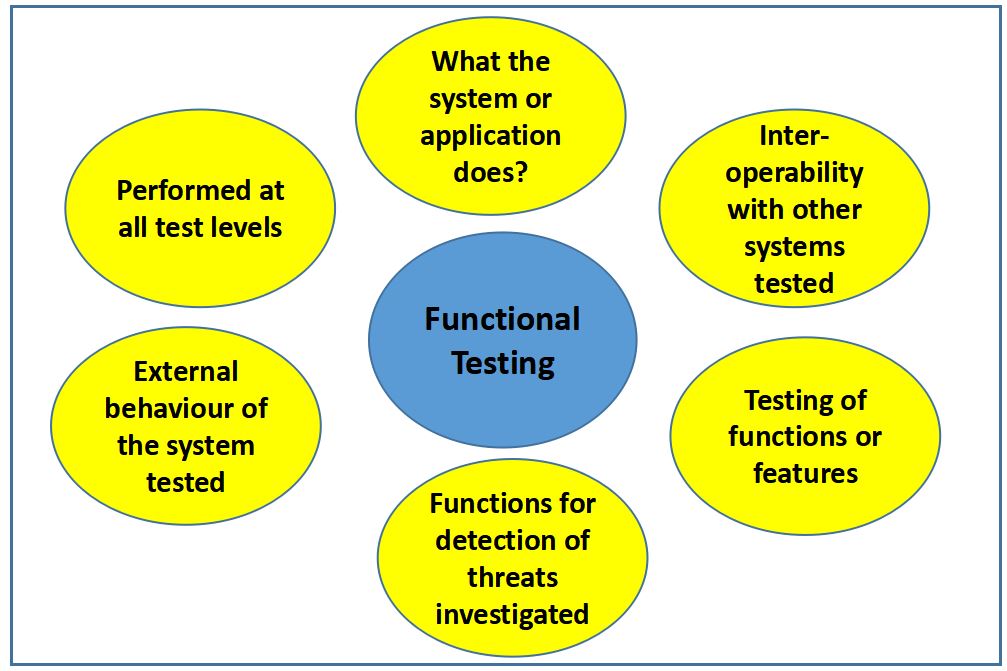 What the
system or
application
does?
Inter-
operability
with other
systems
tested
Performed at
all test levels
Functional
Testing
External
behaviour of
the system
tested
Testing of
functions or
features
Functions for
detection of
threats
investigated